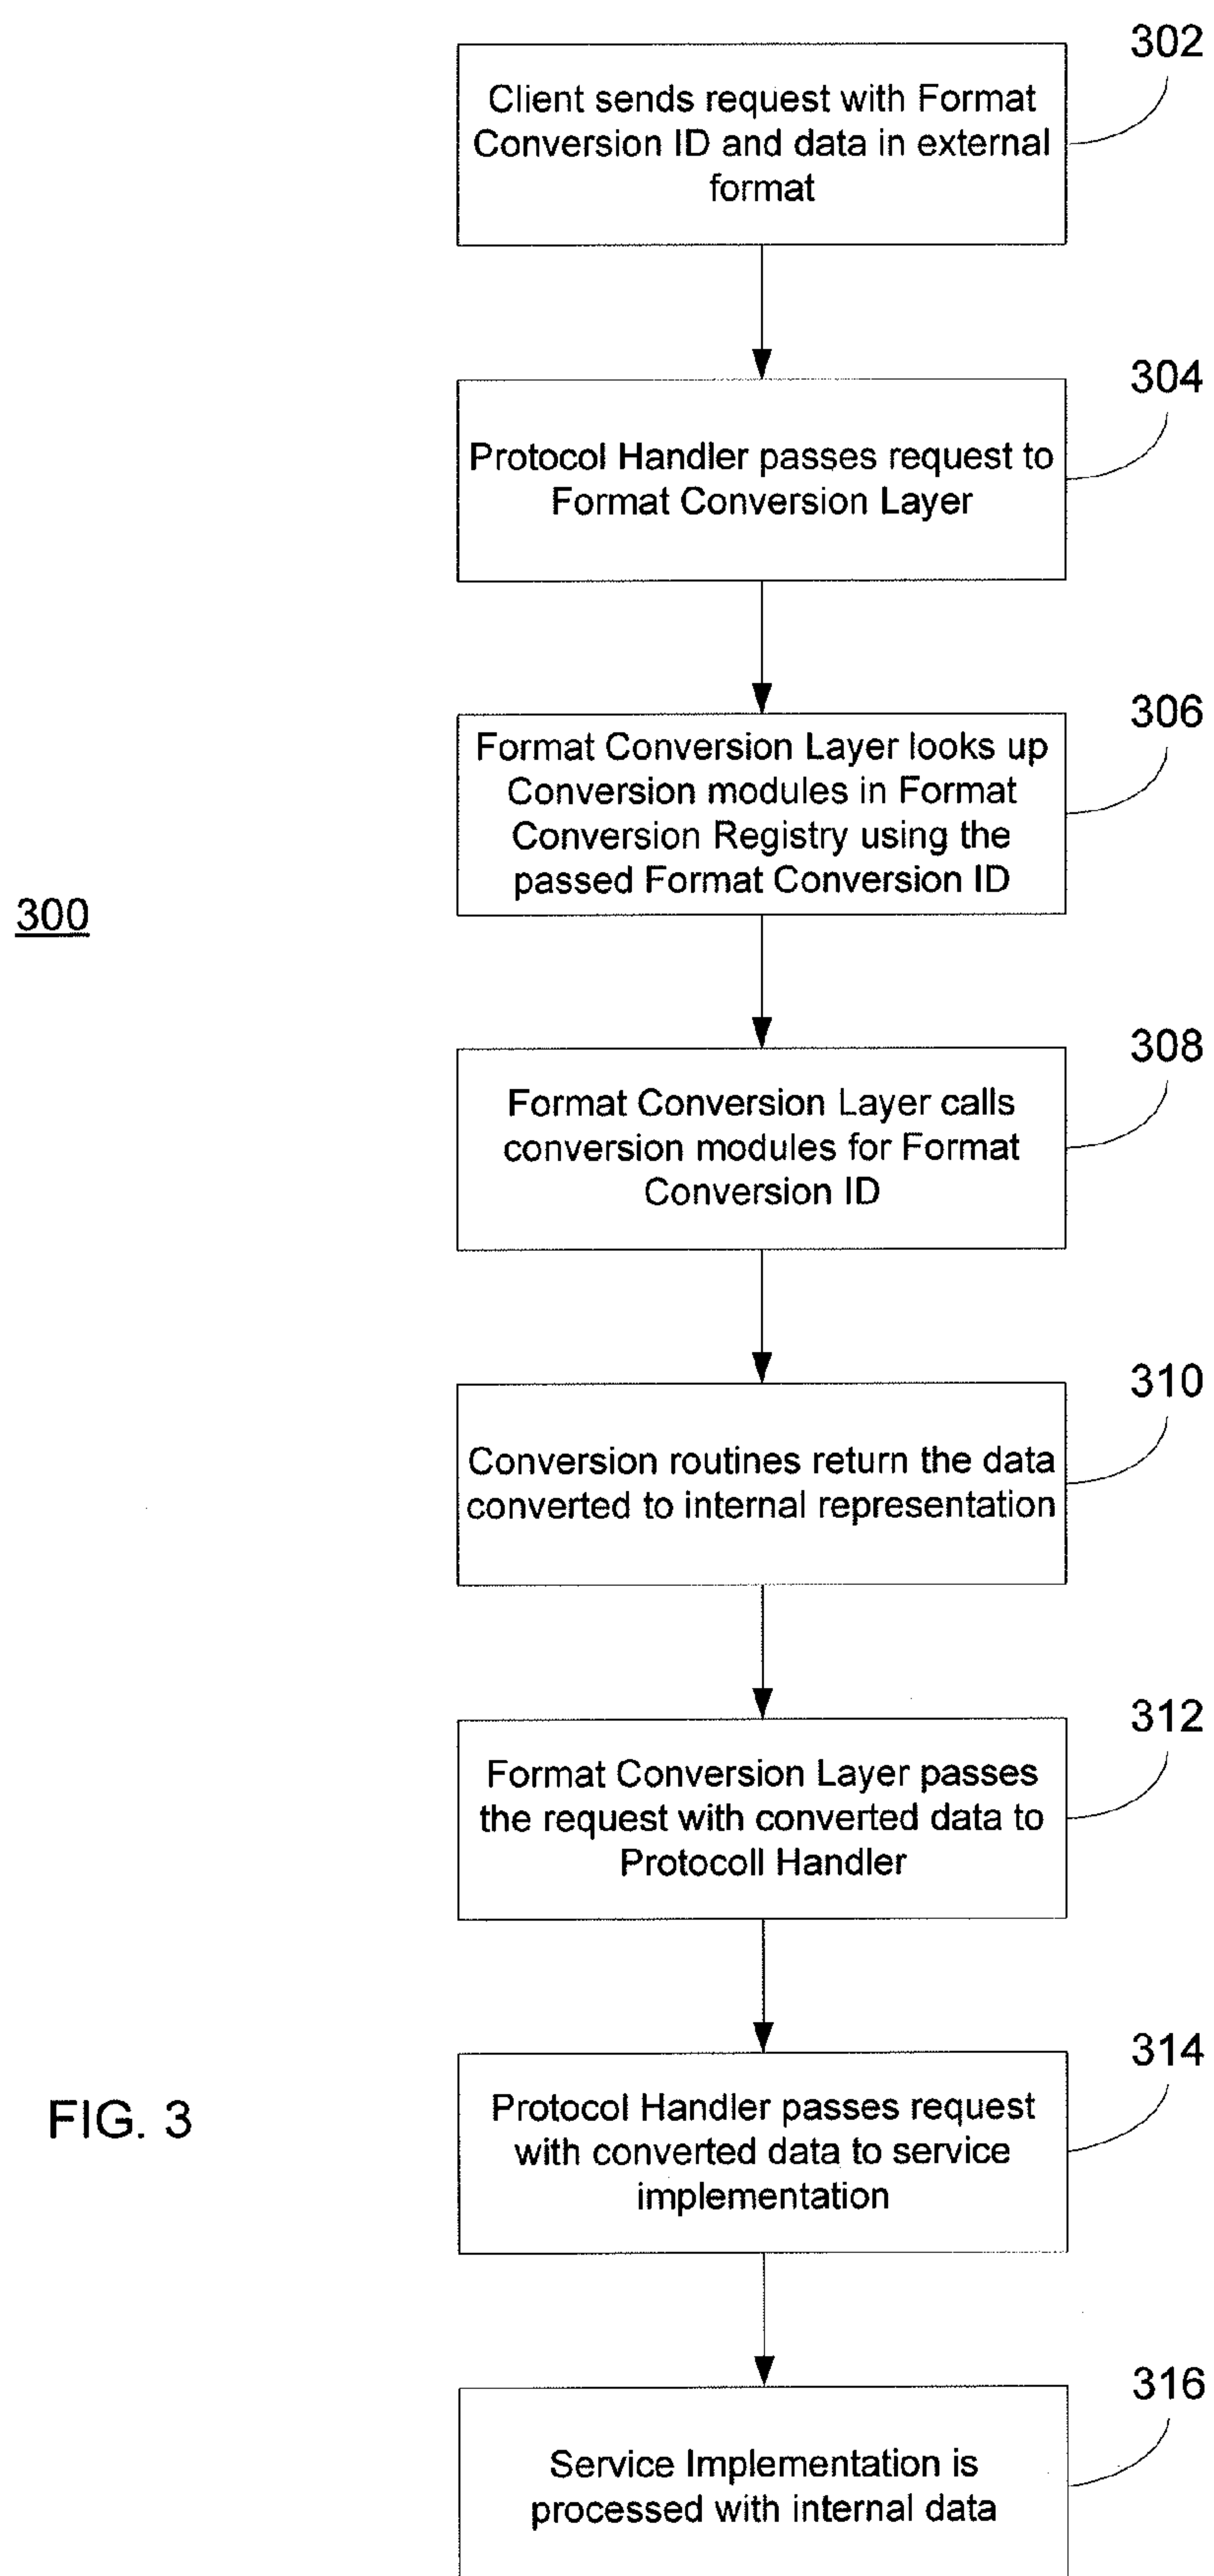 302
Client sends request with Format
Conversion ID and data in external
format
304
Protocol Handler passes request to
Format Conversion Layer
306
Format Conversion Layer looks up
Conversion modules in Format
Conversion Registry using the
passed Format Conversion ID
300
308
Format Conversion Layer calls
conversion modules for Format
Conversion ID
310
Conversion routines return the data
converted to internal representation
312
Format Conversion Layer passes
the request with converted data to
Protocoll Handler
314
Protocol Handler passes request
with converted data to service
implementation
FIG. 3
316
Service Implementation is
processed with internal data